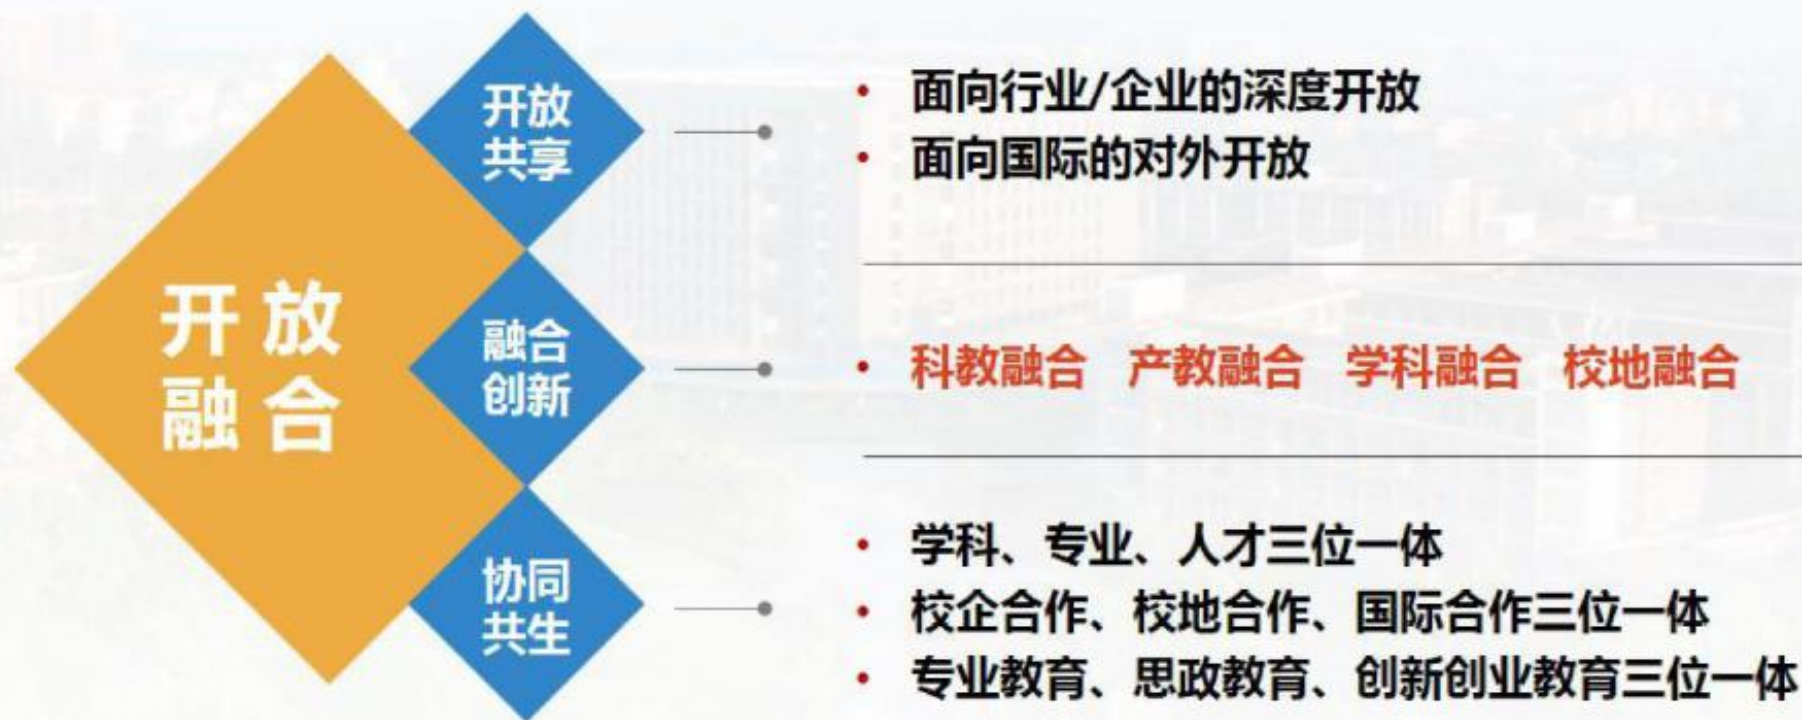 开放
融合
开放
共享
面向行业/企业的深度开放
面向国际的对外开放
融合
创新
科教融合 产教融合 学科融合 校地融合
协同
共生
学科、专业、人才三位一体
校企合作、校地合作、国际合作三位一体
专业教育、思政教育、创新创业教育三位一体